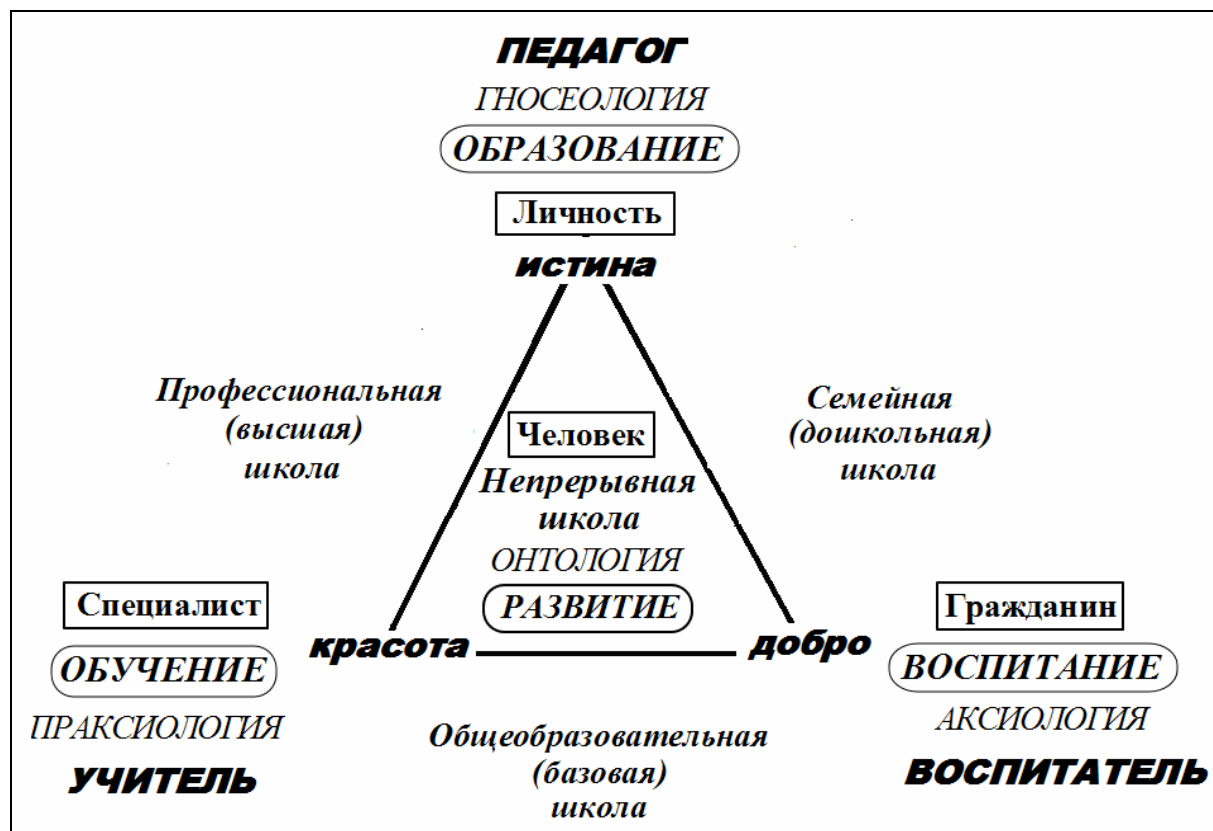 ПЕДАГОГ
ГНОСЕОЛОГИЯ
ОБРАЗОВАНИЕ
Личность
истина
Профессиональная
(высшая)
школа
Семейная
(дошкольная)
школа
Человек
Непрерывная
школа
ОНТОЛОГИЯ
РАЗВИТИЕ
Специалист
ОБУЧЕНИЕ
ПРАКСИОЛОГИЯ
УЧИТЕЛЬ
красота
добро
Гражданин
ВОСПИТАНИЕ
АКСИОЛОГИЯ
ВОСПИТАТЕЛЬ
Общеобразовательная
(базовая)
школа